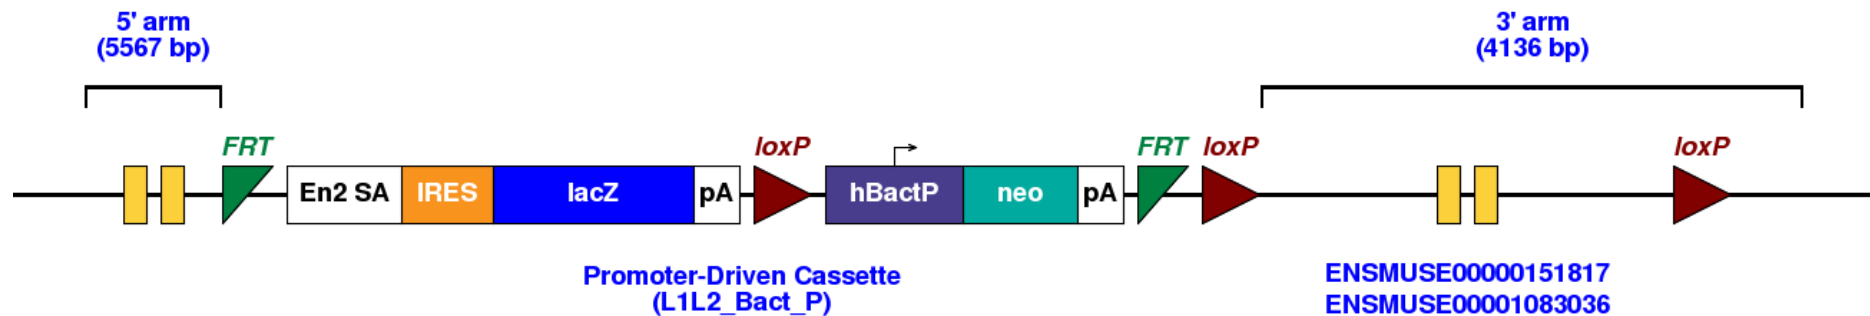 5' arm
(5567 bp)
3' arm
(4136 bp)
FRT
loxP
FRT
loxP
loxP
En2 SA
IRES
lacZ
pA
hBactP
neo
pA
Promoter-Driven Cassette
(L1L2_Bact_P)
ENSMUSE00000151817
ENSMUSE00001083036